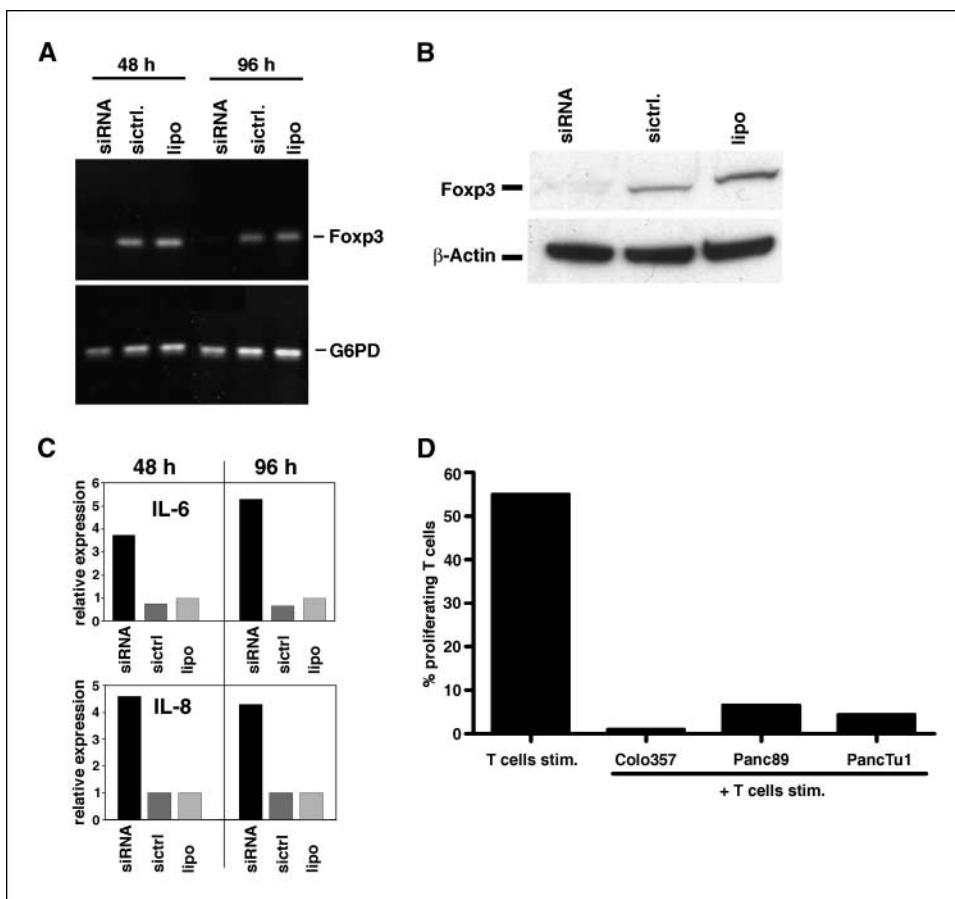 A
48 h 96 h
siRNA sictrl. lipo siRNA sictrl. lipo
Foxp3
G6PD
B
siRNA sictrl. lipo
Foxp3
β-Actin
C
48 h 96 h
relative expression
6
5
4
3
2
1
0
IL-6
siRNA sictrl lipo siRNA sictrl lipo
relative expression
5
4
3
2
1
0
IL-8
siRNA sictrl lipo siRNA sictrl lipo
D
% proliferating T cells
60
50
40
30
20
10
0
T cells stim. Colo357 Panc89 PancTu1
+ T cells stim.